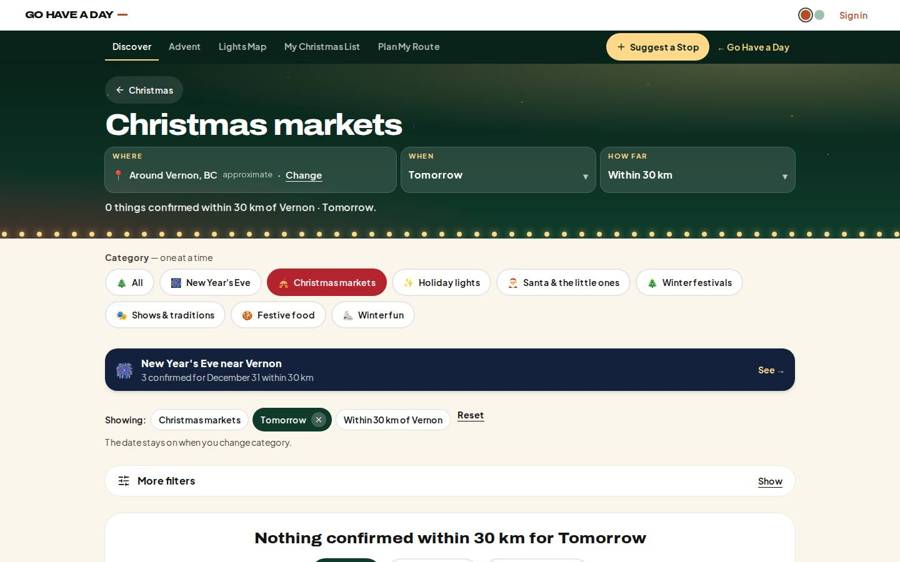 GO HAVE A DAY
Sign in
Discover
Advent
Lights Map
My Christmas List
Plan My Route
+ Suggest a Stop
← Go Have a Day
← Christmas
Christmas markets
WHERE
Around Vernon, BC approximate · Change
WHEN
Tomorrow
HOW FAR
Within 30 km
0 things confirmed within 30 km of Vernon · Tomorrow.
Category — one at a time
All
New Year's Eve
Christmas markets
Holiday lights
Santa & the little ones
Winter festivals
Shows & traditions
Festive food
Winter fun
New Year's Eve near Vernon
3 confirmed for December 31 within 30 km
See →
Showing:
Christmas markets
Tomorrow ×
Within 30 km of Vernon
Reset
The date stays on when you change category.
More filters
Show
Nothing confirmed within 30 km for Tomorrow